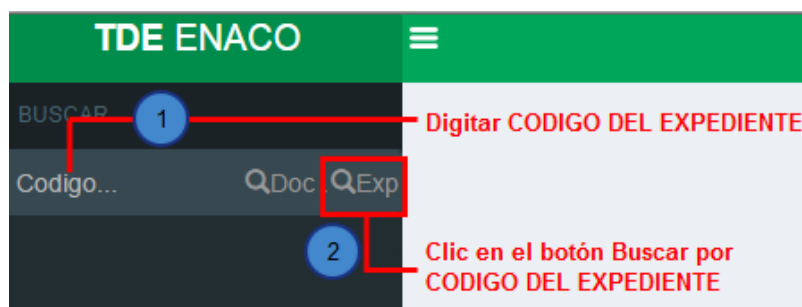 TDE ENACO
BUSCAR
1
Digitar CODIGO DEL EXPEDIENTE
Codigo... Doc Exp
2
Clic en el botón Buscar por
CODIGO DEL EXPEDIENTE